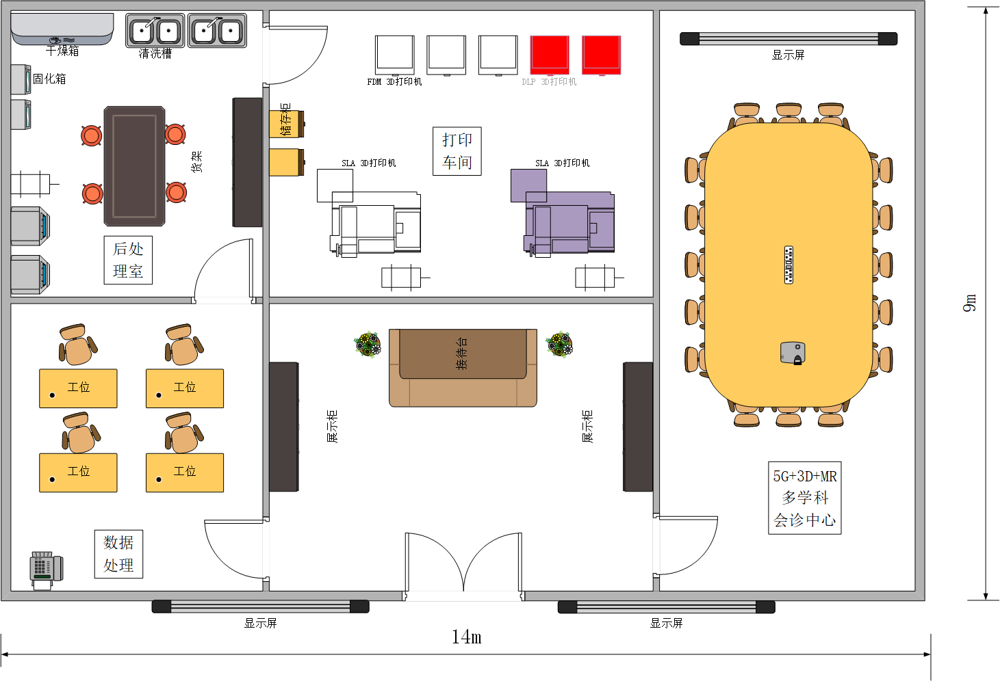 干燥箱
清洗槽
固化箱
货架
后处
理室
储存柜
FDM 3D打印机
DLP 3D打印机
打印
车间
SLA 3D打印机
SLA 3D打印机
显示屏
9m
工位
工位
工位
工位
数据
处理
接待台
展示柜
展示柜
5G+3D+MR
多学科
会诊中心
显示屏
显示屏
14m